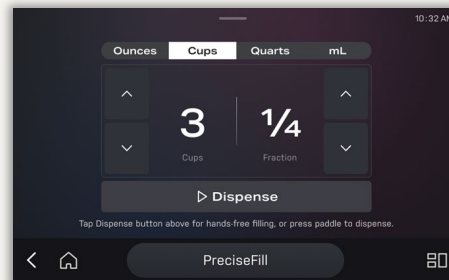 10:32 AM
Ounces Cups Quarts mL
3 1/4
Cups Fraction
Dispense
Tap Dispense button above for hands-free filling, or press paddle to dispense.
PreciseFill